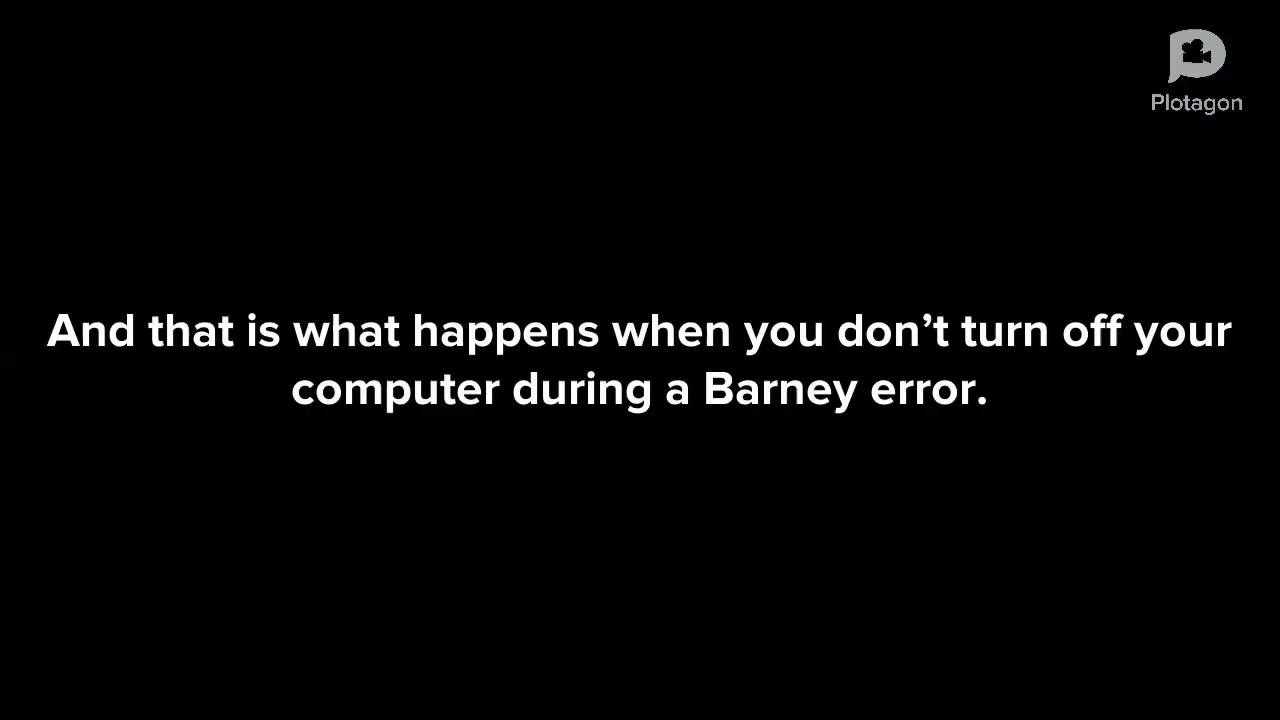 Plotagon
And that is what happens when you don’t turn off your
computer during a Barney error.